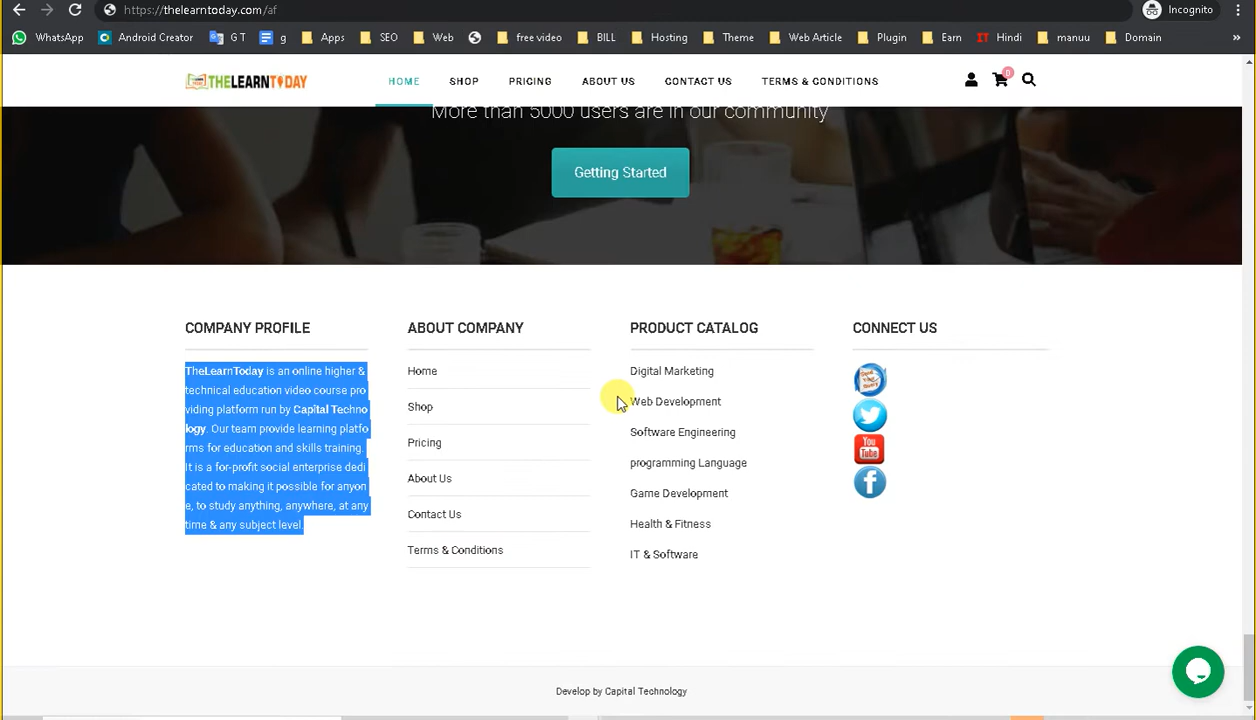 https://thelearntoday.com/af
Incognito
WhatsApp
Android Creator
G T
g
Apps
SEO
Web
free video
BILL
Hosting
Theme
Web Article
Plugin
Earn
IT Hindi
manuu
Domain
»
THELEARNTODAY
HOME
SHOP
PRICING
ABOUT US
CONTACT US
TERMS & CONDITIONS
0
More than 5000 users are in our community
Getting Started
COMPANY PROFILE
TheLearnToday is an online higher &
technical education video course pro
viding platform run by Capital Techno
logy. Our team provide learning platfo
rms for education and skills training.
It is a for-profit social enterprise dedi
cated to making it possible for anyon
e, to study anything, anywhere, at any
time & any subject level.
ABOUT COMPANY
Home
Shop
Pricing
About Us
Contact Us
Terms & Conditions
PRODUCT CATALOG
Digital Marketing
Web Development
Software Engineering
programming Language
Game Development
Health & Fitness
IT & Software
CONNECT US
You
Tube
Develop by Capital Technology